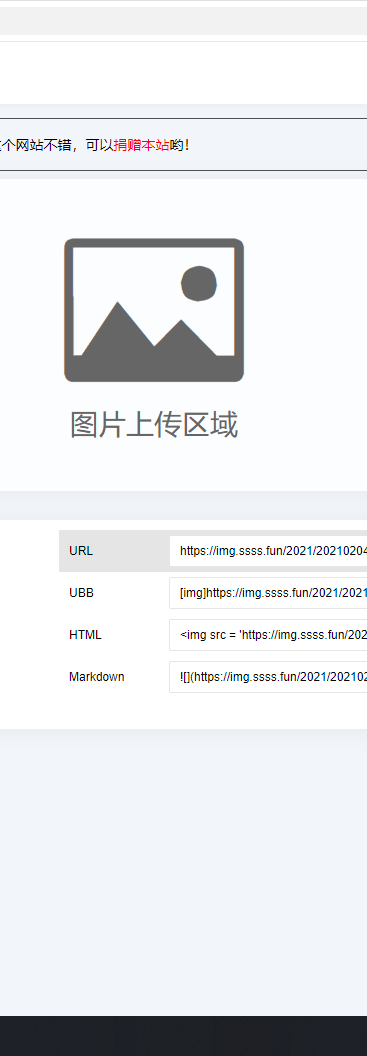 个网站不错，可以捐赠本站哟！
图片上传区域
URL https://img.ssss.fun/2021/20210204
UBB [img]https://img.ssss.fun/2021/2021
HTML <img src = 'https://img.ssss.fun/202
Markdown ![](https://img.ssss.fun/2021/202102